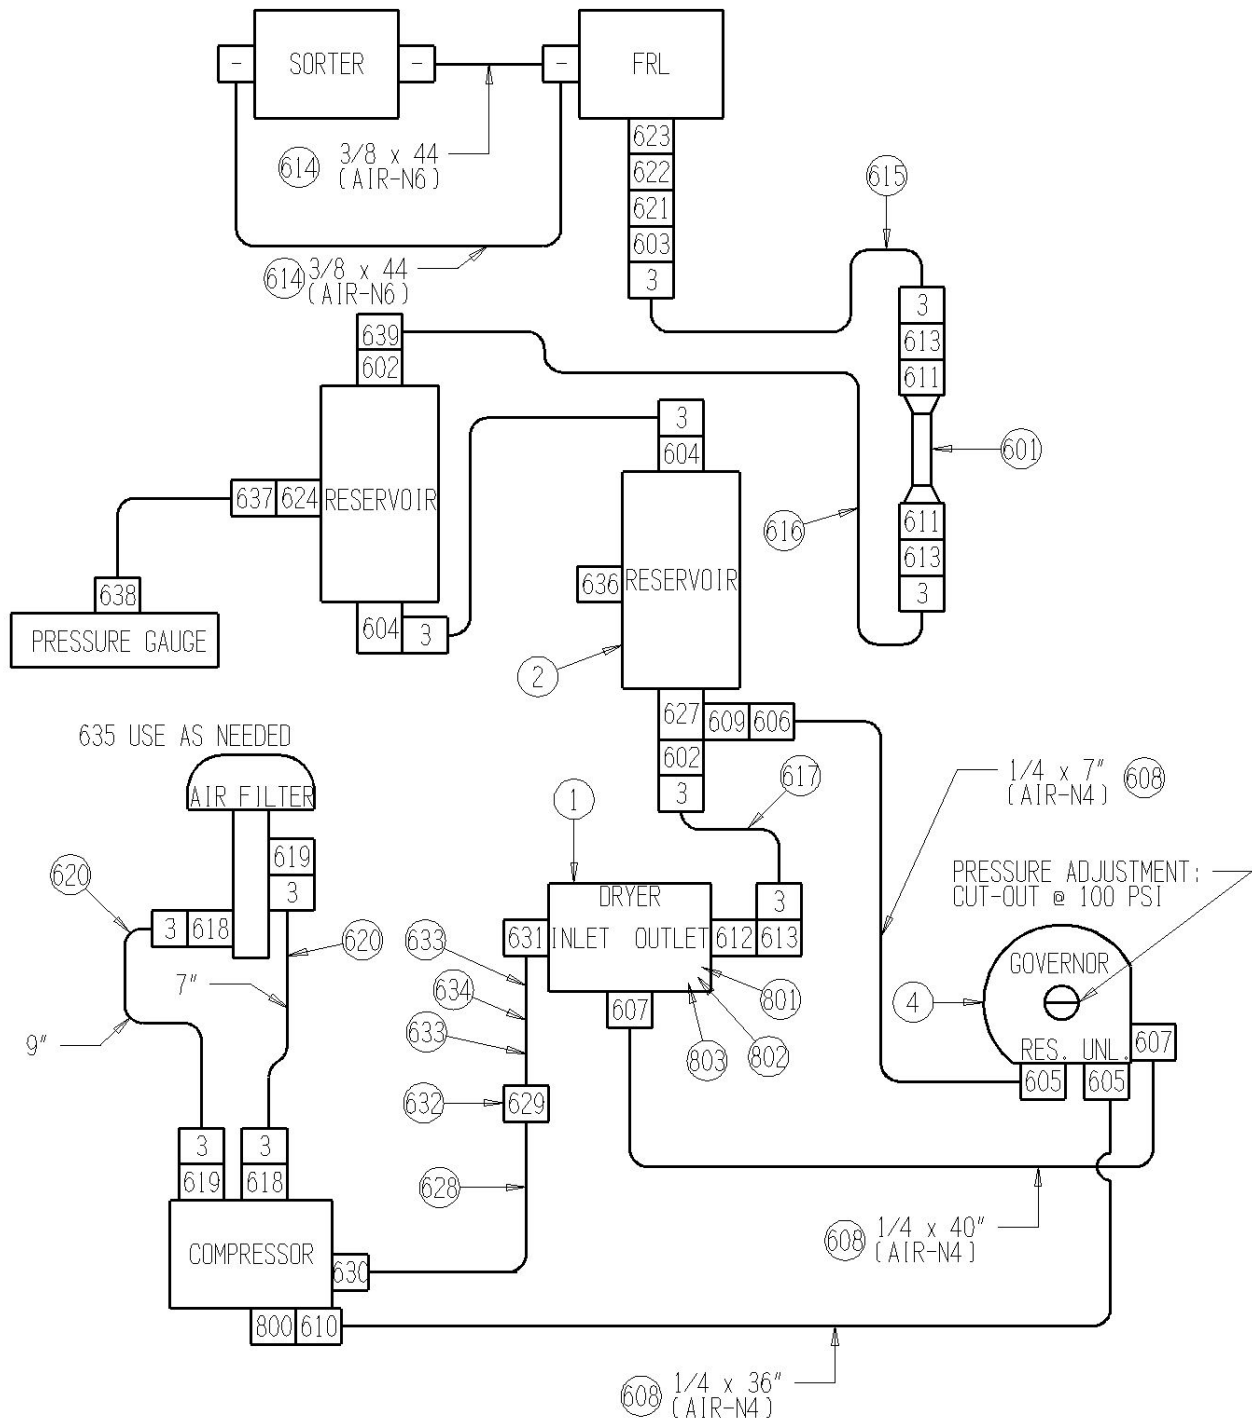 -
SORTER
-
-
FRL
614
3/8 x 44
(AIR-N6)
623
622
621
603
3
615
614
3/8 x 44
(AIR-N6)
3
613
611
639
602
3
604
601
637
624
RESERVOIR
616
611
613
3
636
RESERVOIR
638
PRESSURE GAUGE
604
3
2
627
609
606
602
3
635 USE AS NEEDED
AIR FILTER
619
3
620
3
618
620
7"
9"
617
1/4 x 7"
(AIR-N4)
608
1
DRYER
3
631
INLET
OUTLET
612
613
633
634
633
801
802
803
607
PRESSURE ADJUSTMENT:
CUT-OUT @ 100 PSI
GOVERNOR
4
RES.
UNL.
607
605
605
632
629
3
3
619
618
628
COMPRESSOR
630
608
1/4 x 40"
(AIR-N4)
800
610
608
1/4 x 36"
(AIR-N4)